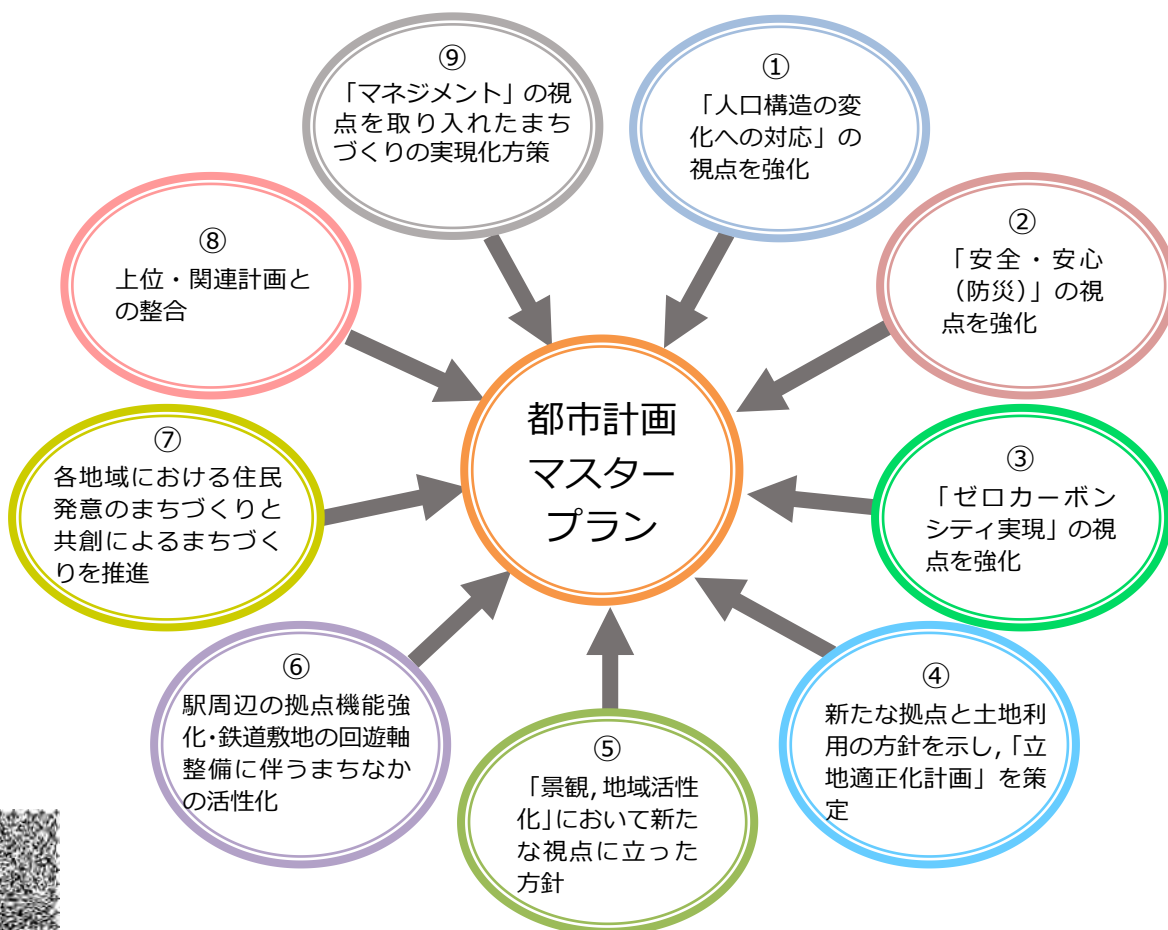 都市計画
マスター
プラン
①
「人口構造の変
化への対応」の
視点を強化
②
「安全・安心
（防災）」の視
点を強化
③
「ゼロカーボン
シティ実現」の視
点を強化
④
新たな拠点と土地利
用の方針を示し,「立
地適正化計画」を策
定
⑤
「景観,地域活性
化」において新た
な視点に立った
方針
⑥
駅周辺の拠点機能強
化・鉄道敷地の回遊軸
整備に伴うまちなか
の活性化
⑦
各地域における住民
発意のまちづくりと
共創によるまちづく
りを推進
⑧
上位・関連計画と
の整合
⑨
「マネジメント」の視
点を取り入れたまち
づくりの実現化方策